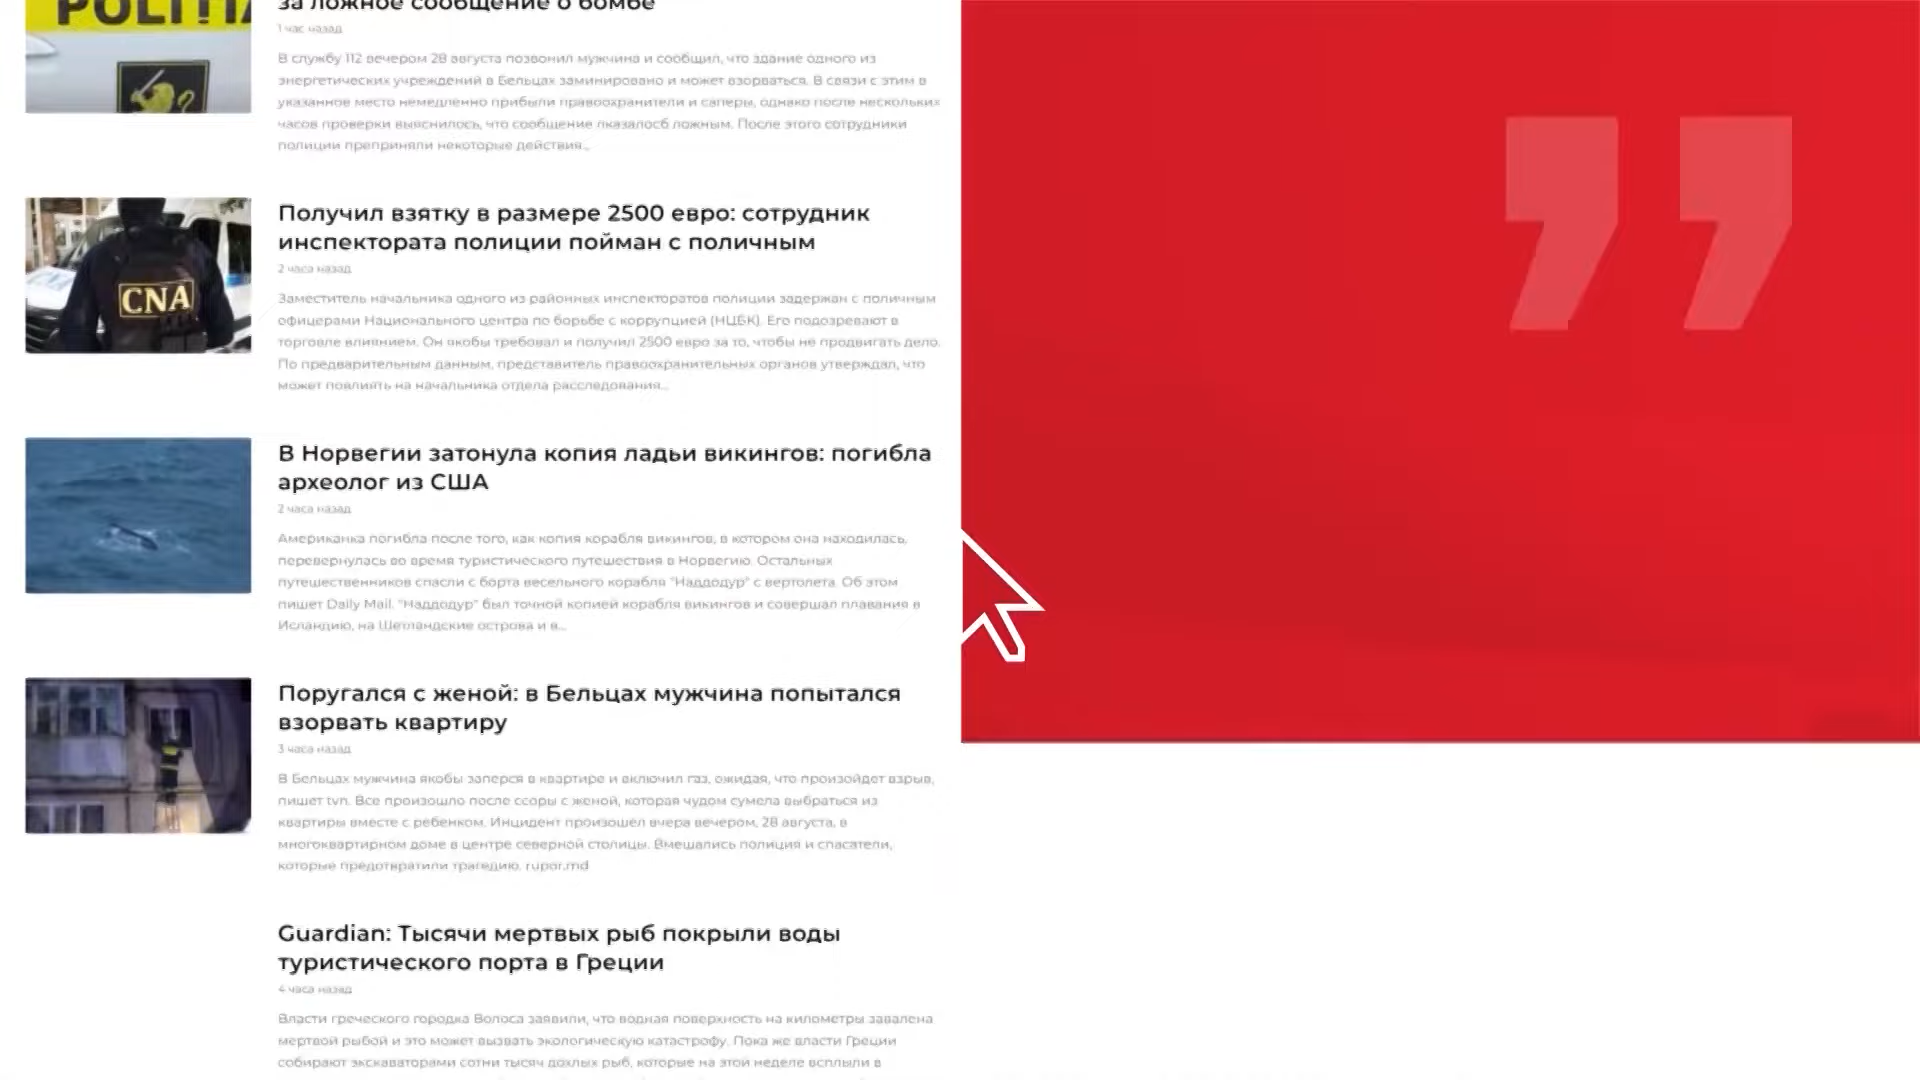 POLIȚIA
за ложное сообщение о бомбе
1 час назад
В службу 112 вечером 28 августа позвонил мужчина и сообщил, что здание одного из
энергетических учреждений в Бельцах заминировано и может взорваться. В связи с этим в
указанное место немедленно прибыли правоохранители и саперы, однако после нескольких
часов проверки выяснилось, что сообщение оказалосб ложным. После этого сотрудники
полиции преприняли некоторые действия...
Получил взятку в размере 2500 евро: сотрудник
инспектората полиции пойман с поличным
2 часа назад
CNA
Заместитель начальника одного из районных инспекторатов полиции задержан с поличным
офицерами Национального центра по борьбе с коррупцией (НЦБК). Его подозревают в
торговле влиянием. Он якобы требовал и получил 2500 евро за то, чтобы не продвигать дело.
По предварительным данным, представитель правоохранительных органов утверждал, что
может повлиять на начальника отдела расследования...
В Норвегии затонула копия ладьи викингов: погибла
археолог из США
2 часа назад
Американка погибла после того, как копия корабля викингов, в котором она находилась,
перевернулась во время туристического путешествия в Норвегию. Остальных
путешественников спасли с борта весельного корабля "Наддодур" с вертолета. Об этом
пишет Daily Mail. "Наддодур" был точной копией корабля викингов и совершал плавания в
Исландию, на Шетландские острова и в...
Поругался с женой: в Бельцах мужчина попытался
взорвать квартиру
3 часа назад
В Бельцах мужчина якобы заперся в квартире и включил газ, ожидая, что произойдет взрыв,
пишет tvn. Все произошло после ссоры с женой, которая чудом сумела выбраться из
квартиры вместе с ребенком. Инцидент произошел вчера вечером, 28 августа, в
многоквартирном доме в центре северной столицы. Вмешались полиция и спасатели,
которые предотвратили трагедию. rupor.md
Guardian: Тысячи мертвых рыб покрыли воды
туристического порта в Греции
4 часа назад
Власти греческого городка Волоса заявили, что водная поверхность на километры завалена
мертвой рыбой и это может вызвать экологическую катастрофу. Пока же власти Греции
собирают экскаваторами сотни тысяч дохлых рыб, которые на этой неделе всплыли в